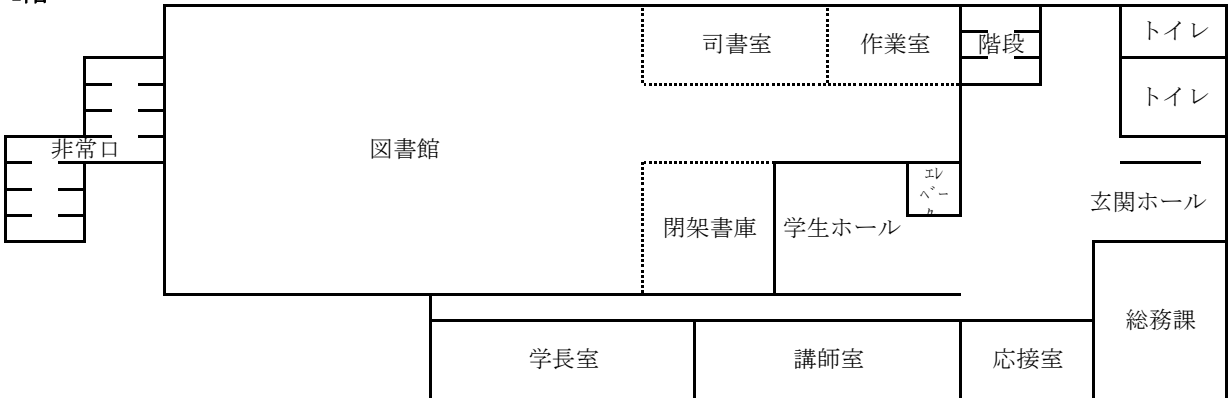 階
司書室
作業室
階段
トイレ
トイレ
非常口
図書館
エレ
ベー
玄関ホール
閉架書庫
学生ホール
総務課
学長室
講師室
応接室